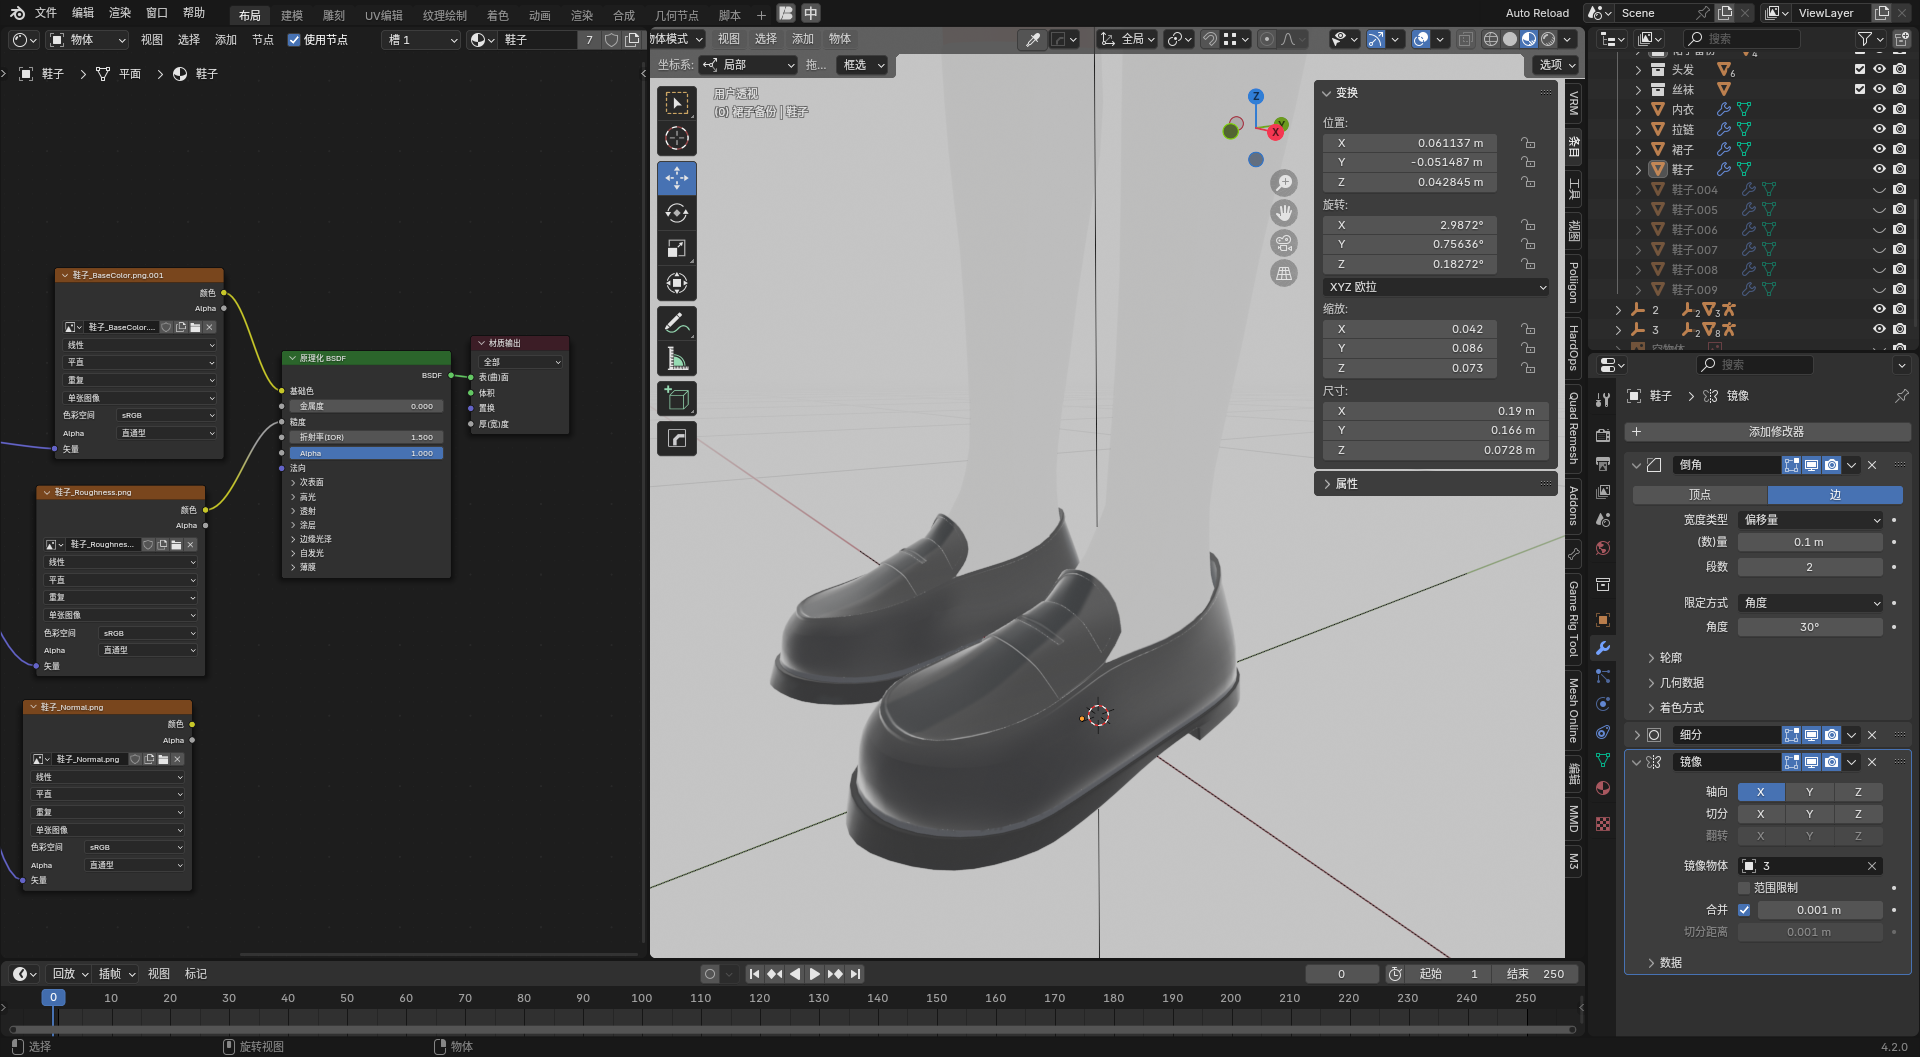 文件 编辑 渲染 窗口 帮助 布局 建模 雕刻 UV编辑 纹理绘制 着色 动画 渲染 合成 几何节点 脚本 + 中 Auto Reload Scene ViewLayer
物体 视图 选择 添加 节点 使用节点 槽 1 鞋子 7
鞋子 平面 鞋子
鞋子_BaseColor.png.001
颜色
Alpha
鞋子_BaseColor....
线性
平直
重复
单张图像
色彩空间 sRGB
Alpha 直通型
矢量
鞋子_Roughness.png
颜色
Alpha
鞋子_Roughnes...
线性
平直
重复
单张图像
色彩空间 sRGB
Alpha 直通型
矢量
鞋子_Normal.png
颜色
Alpha
鞋子_Normal.png
线性
平直
重复
单张图像
色彩空间 sRGB
Alpha 直通型
矢量
原理化 BSDF
BSDF
基础色
金属度 0.000
糙度
折射率(IOR) 1.500
Alpha 1.000
法向
次表面
高光
透射
涂层
边缘光泽
自发光
薄膜
材质输出
全部
表(曲)面
体积
置换
厚(宽)度
体模式 视图 选择 添加 物体 全局
坐标系: 局部 拖... 框选 选项
用户透视
(0) 裙子备份 | 鞋子
Z
Y
X
变换
位置:
X 0.061137 m
Y -0.051487 m
Z 0.042845 m
旋转:
X 2.9872°
Y 0.75636°
Z 0.18272°
XYZ 欧拉
缩放:
X 0.042
Y 0.086
Z 0.073
尺寸:
X 0.19 m
Y 0.166 m
Z 0.0728 m
属性
VRM
条目
工具
视图
Poliigon
HardOps
Quad Remesh
Addons
Game Rig Tool
Mesh Online
编辑
MMD
M3
搜索
4
头发 6
丝袜
内衣
拉链
裙子
鞋子
鞋子.004
鞋子.005
鞋子.006
鞋子.007
鞋子.008
鞋子.009
2 2 3
3 2 8
搜索
鞋子 镜像
+ 添加修改器
倒角
顶点 边
宽度类型 偏移量
(数)量 0.1 m
段数 2
限定方式 角度
角度 30°
轮廓
几何数据
着色方式
细分
镜像
轴向 X Y Z
切分 X Y Z
翻转 X Y Z
镜像物体 3
范围限制
合并 0.001 m
切分距离 0.001 m
数据
回放 插帧 视图 标记 0 起始 1 结束 250
0 10 20 30 40 50 60 70 80 90 100 110 120 130 140 150 160 170 180 190 200 210 220 230 240 250
选择 旋转视图 物体 4.2.0